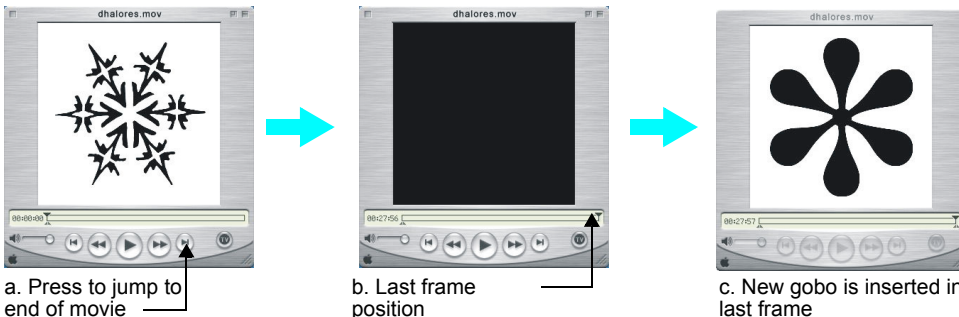 dhalores.mov
dhalores.mov
dhalores.mov
00:00:00
00:27:56
00:27:57
a. Press to jump to
end of movie
b. Last frame
position
c. New gobo is inserted in
last frame